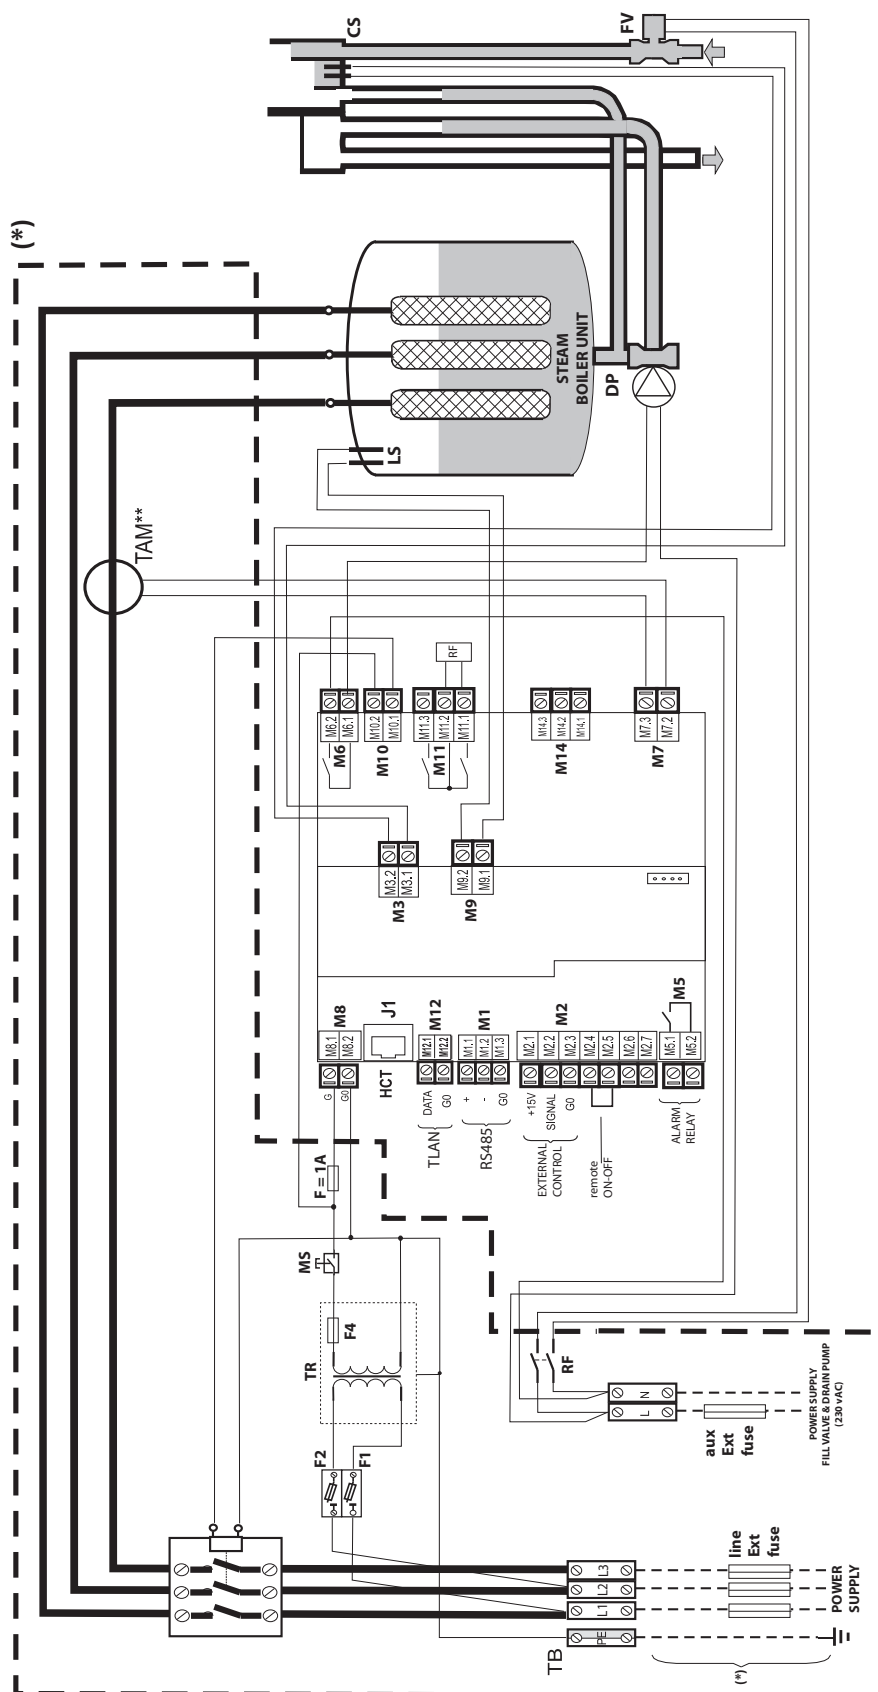 (*)
CS
FV
STEAM
BOILER UNIT
DP
LS
TAM**
RF
M6.2
M6.1
M6
M10.2
M10.1
M10
M11.3
M11.2
M11.1
M11
M14.3
M14.2
M14.1
M14
M7.3
M7.2
M7
M3.2
M3.1
M3
M9.2
M9.1
M9
M8
M8.1
M8.2
G
G0
J1
HCT
M12
M12.1
M12.2
DATA
G0
TLAN
M1
M1.1
M1.2
M1.3
+
-
G0
RS485
M2
M2.1
M2.2
M2.3
M2.4
M2.5
M2.6
M2.7
+15V
SIGNAL
G0
EXTERNAL
CONTROL
remote
ON-OFF
M5
M5.1
M5.2
ALARM
RELAY
F = 1A
MS
F4
TR
F2
F1
RF
N
L
aux
Ext
fuse
POWER SUPPLY
FILL VALVE & DRAIN PUMP
(230 vAC)
L3
L2
L1
PE
TB
line
Ext
fuse
POWER
SUPPLY
(*)